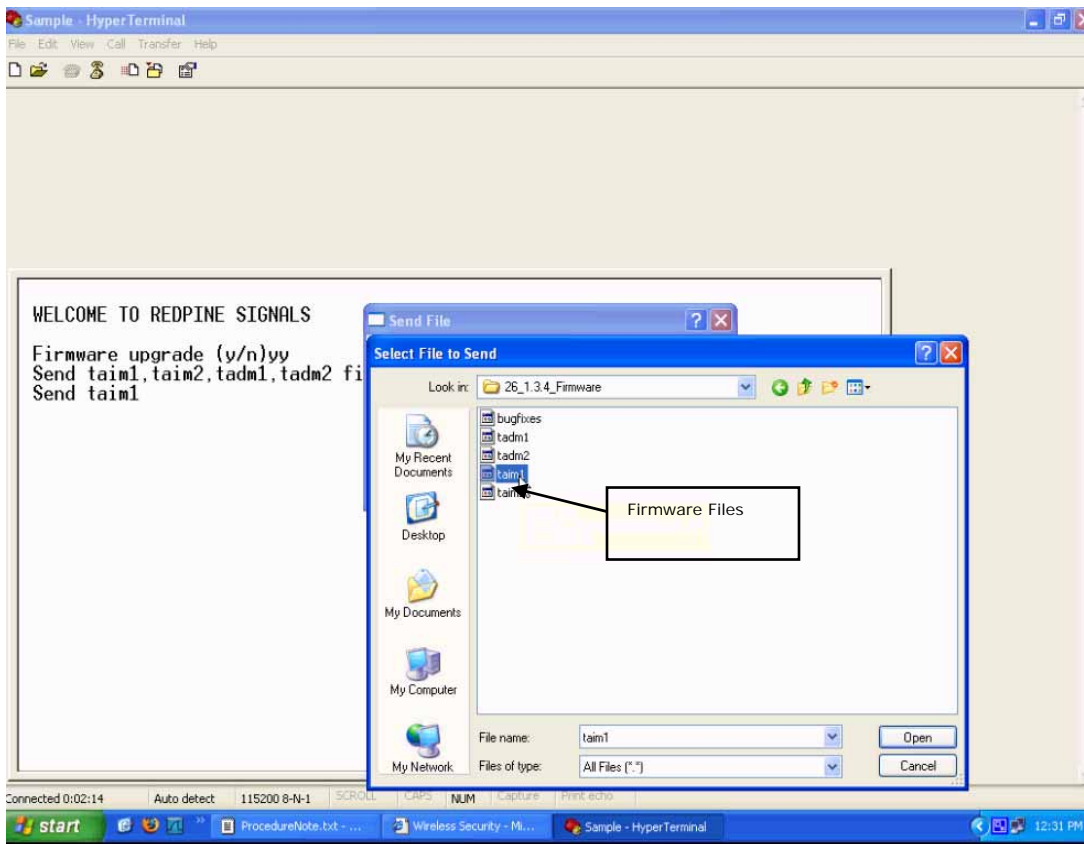 Sample - HyperTerminal
File Edit View Call Transfer Help
WELCOME TO REDPINE SIGNALS
Firmware upgrade (y/n)yy
Send taim1,taim2,tadm1,tadm2 fi
Send taim1
Send File
Select File to Send
Look in: 26_1.3.4_Firmware
My Recent Documents
Desktop
My Documents
My Computer
My Network
bugfixes
tadm1
tadm2
taim1
Firmware Files
File name: taim1 Open
Files of type: All Files (*.*) Cancel
Connected 0:02:14 Auto detect 115200 8-N-1 SCROLL CAPS NUM Capture Print echo
start ProcedureNote.txt - ... Wireless Security - Mi... Sample - HyperTerminal 12:31 PM